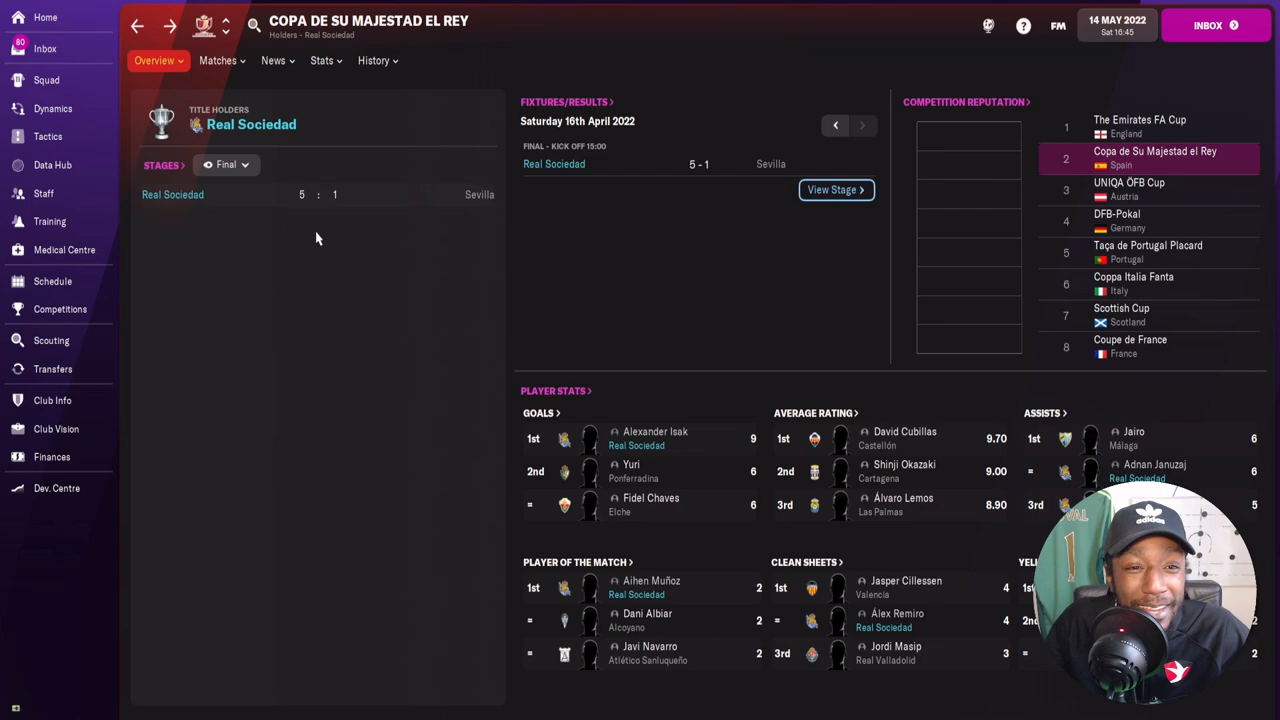 Home
80
Inbox
Squad
Dynamics
Tactics
Data Hub
Staff
Training
Medical Centre
Schedule
Competitions
Scouting
Transfers
Club Info
Club Vision
Finances
Dev. Centre
COPA DE SU MAJESTAD EL REY
Holders - Real Sociedad
? FM
14 MAY 2022
Sat 16:45
INBOX
Overview Matches News Stats History
TITLE HOLDERS
Real Sociedad
STAGES > Final
Real Sociedad 5 : 1 Sevilla
FIXTURES/RESULTS >
Saturday 16th April 2022
FINAL - KICK OFF 15:00
Real Sociedad 5 - 1 Sevilla
View Stage >
COMPETITION REPUTATION >
1 The Emirates FA Cup
England
2 Copa de Su Majestad el Rey
Spain
3 UNIQA ÖFB Cup
Austria
4 DFB-Pokal
Germany
5 Taça de Portugal Placard
Portugal
6 Coppa Italia Fanta
Italy
7 Scottish Cup
Scotland
8 Coupe de France
France
PLAYER STATS >
GOALS >
1st Alexander Isak 9
Real Sociedad
2nd Yuri 6
Ponferradina
= Fidel Chaves 6
Elche
AVERAGE RATING >
1st David Cubillas 9.70
Castellón
2nd Shinji Okazaki 9.00
Cartagena
3rd Álvaro Lemos 8.90
Las Palmas
ASSISTS >
1st Jairo 6
Málaga
= Adnan Januzaj 6
Real Sociedad
3rd 5
PLAYER OF THE MATCH >
1st Aihen Muñoz 2
Real Sociedad
= Dani Albiar 2
Alcoyano
= Javi Navarro 2
Atlético Sanluqueño
CLEAN SHEETS >
1st Jasper Cillessen 4
Valencia
= Álex Remiro 4
Real Sociedad
3rd Jordi Masip 3
Real Valladolid
1st
2nd 2
= 2
adidas